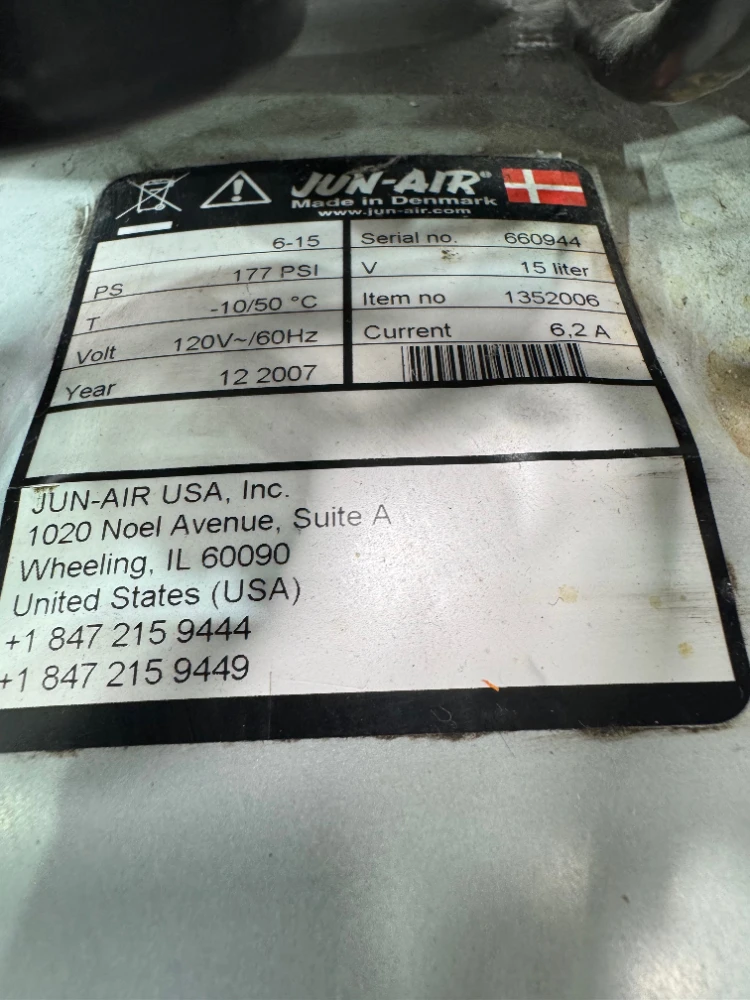 JUN-AIR®
Made in Denmark
www.jun-air.com
6-15
PS 177 PSI
T -10/50 °C
Volt 120V~/60Hz
Year 12 2007
Serial no. 660944
V 15 liter
Item no 1352006
Current 6,2 A
JUN-AIR USA, Inc.
1020 Noel Avenue, Suite A
Wheeling, IL 60090
United States (USA)
+1 847 215 9444
+1 847 215 9449